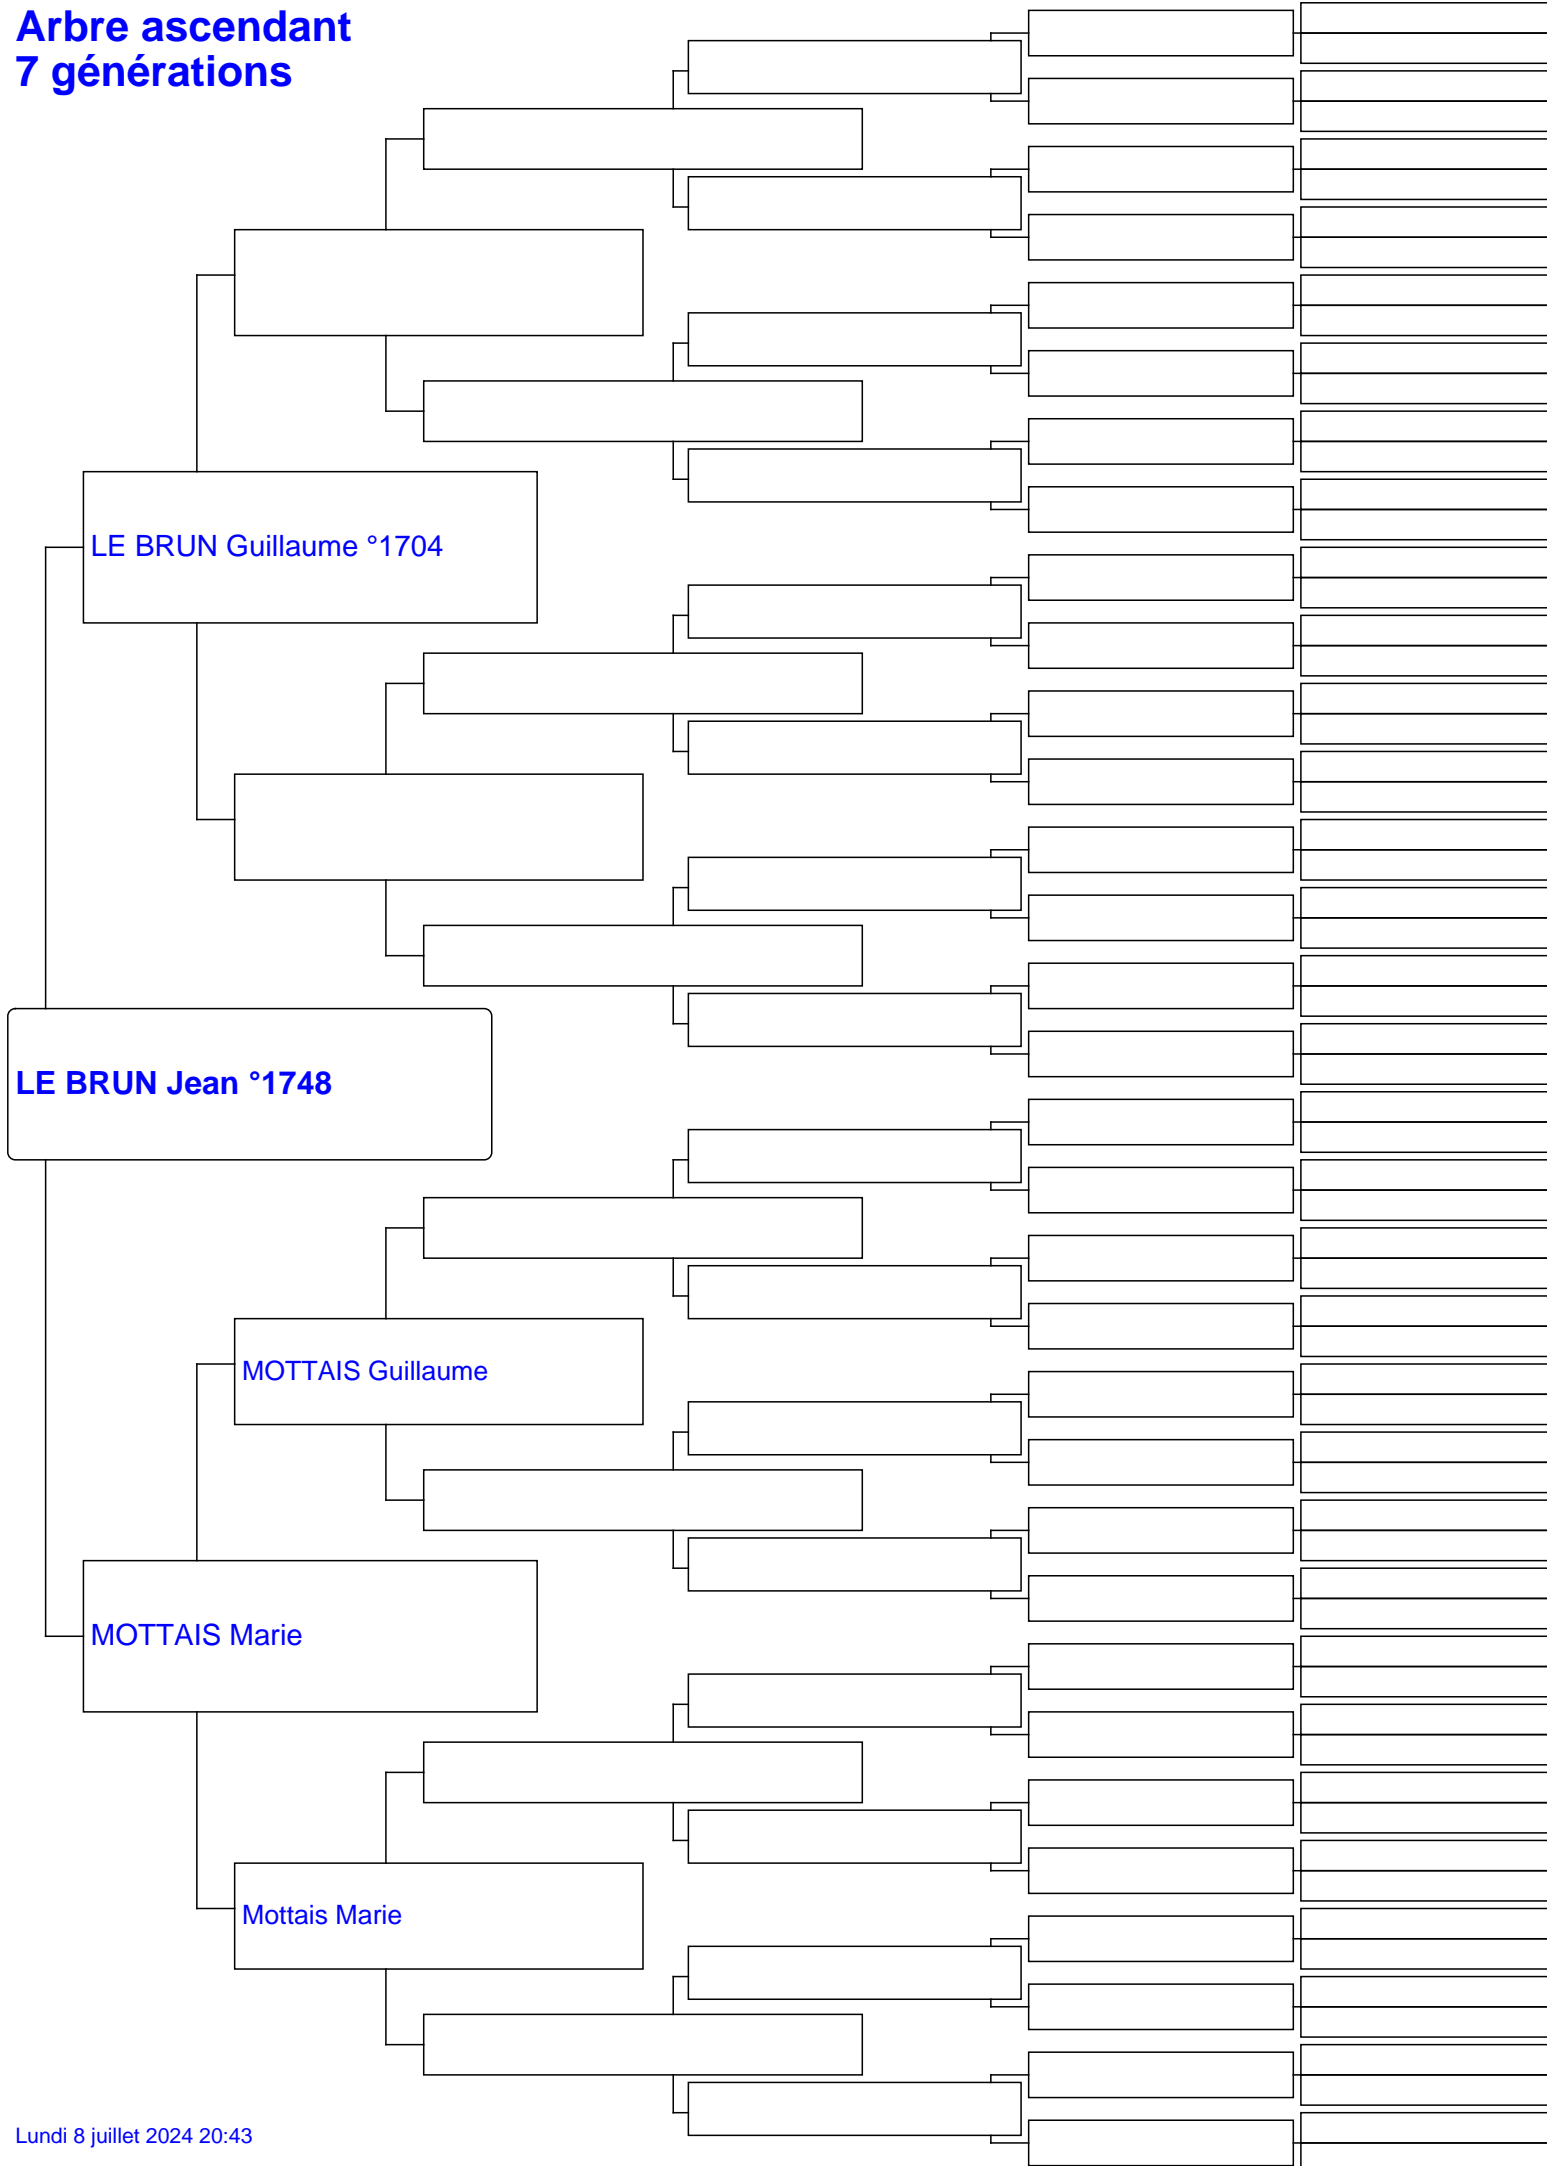 Arbre ascendant
7 générations
LE BRUN Guillaume °1704
LE BRUN Jean °1748
MOTTAIS Guillaume
MOTTAIS Marie
Mottais Marie
Lundi 8 juillet 2024 20:43